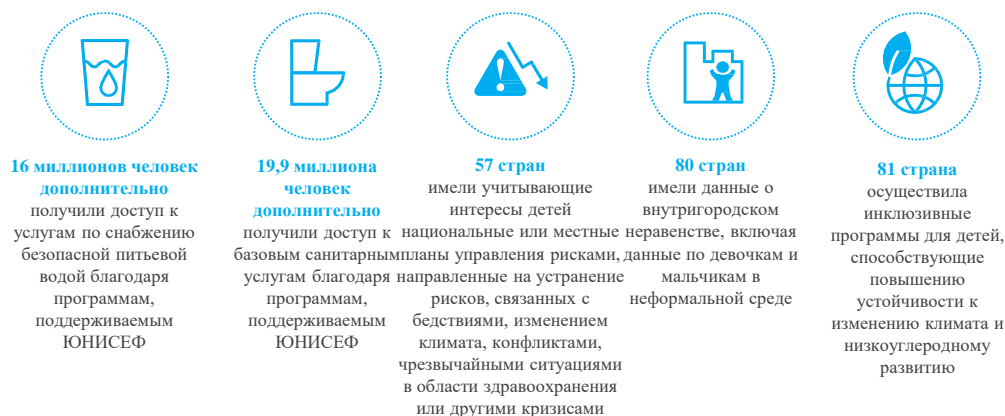 16 миллионов человек
дополнительно
получили доступ к
услугам по снабжению
безопасной питьевой
водой благодаря
программам,
поддерживаемым
ЮНИСЕФ
19,9 миллиона
человек
дополнительно
получили доступ к
базовым санитарным
услугам благодаря
программам,
поддерживаемым
ЮНИСЕФ
57 стран
имели учитывающие
интересы детей
национальные или местные
планы управления рисками,
направленные на устранение
рисков, связанных с
бедствиями, изменением
климата, конфликтами,
чрезвычайными ситуациями
в области здравоохранения
или другими кризисами
80 стран
имели данные о
внутригородском
неравенстве, включая
данные по девочкам и
мальчикам в
неформальной среде
81 страна
осуществила
инклюзивные
программы для детей,
способствующие
повышению
устойчивости к
изменению климата и
низкоуглеродному
развитию